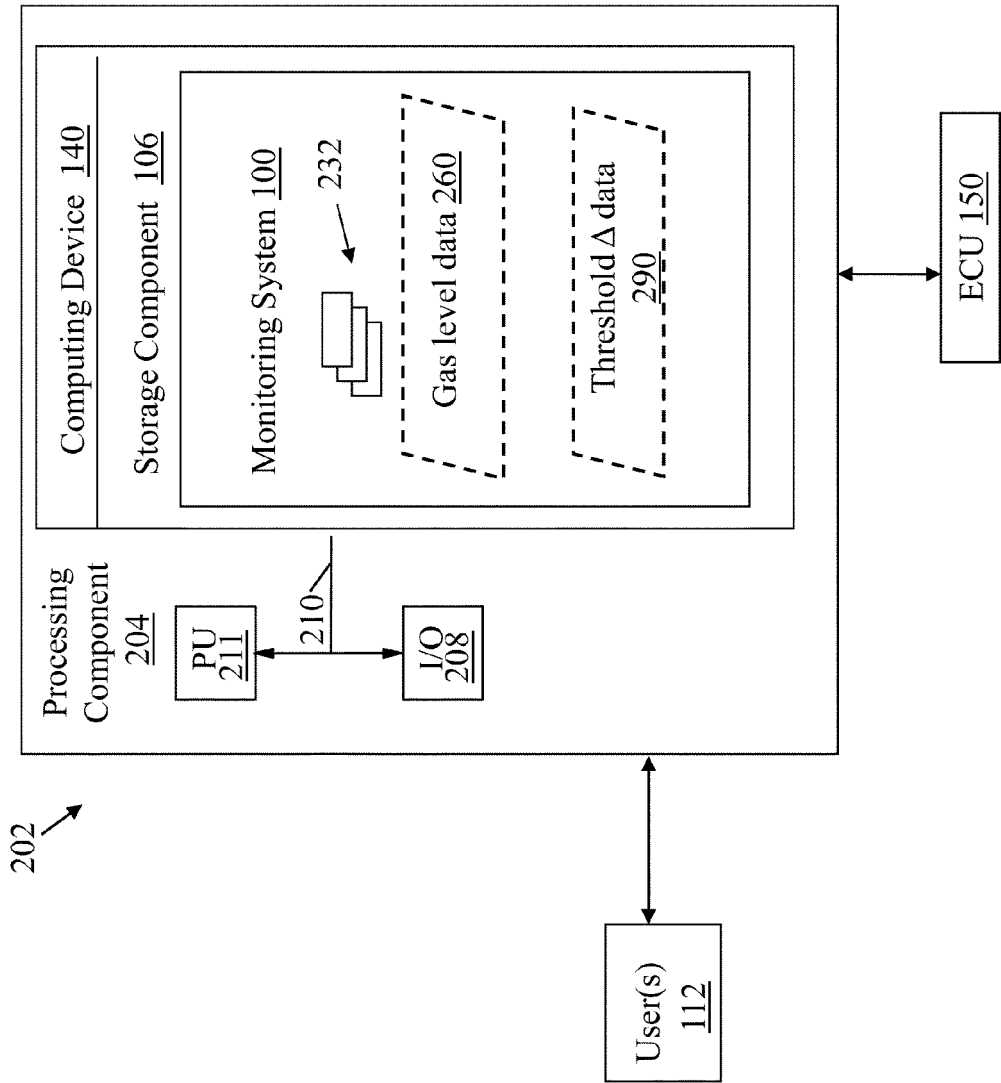 202
Computing Device 140
Processing
Component
204
Storage Component 106
PU
211
210
I/O
208
Monitoring System 100
232
Gas level data 260
Threshold Δ data
290
User(s)
112
ECU 150